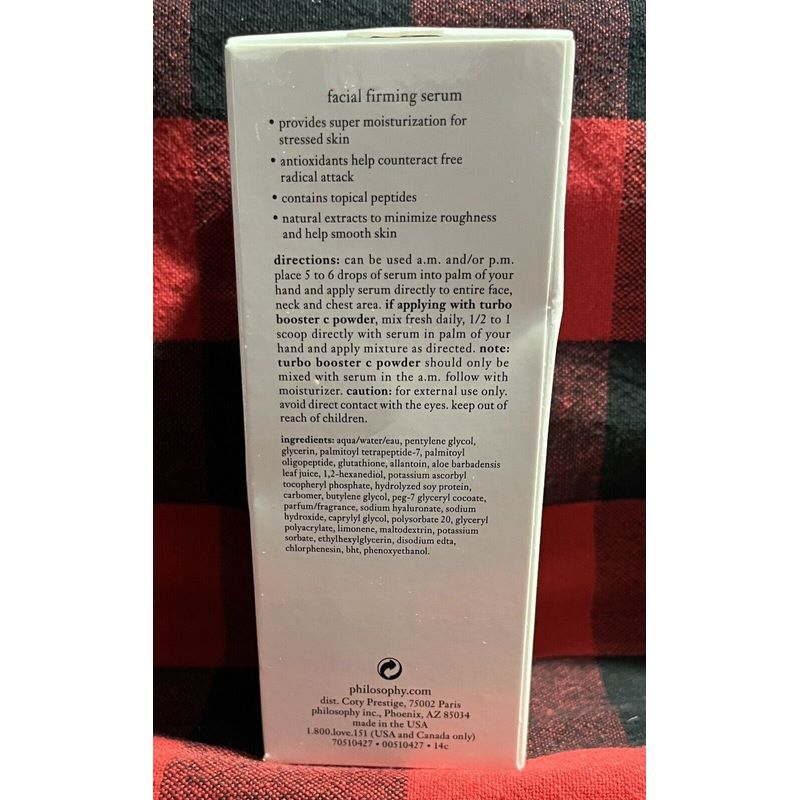 facial firming serum
• provides super moisturization for
stressed skin
• antioxidants help counteract free
radical attack
• contains topical peptides
• natural extracts to minimize roughness
and help smooth skin
directions: can be used a.m. and/or p.m.
place 5 to 6 drops of serum into palm of your
hand and apply serum directly to entire face,
neck and chest area. if applying with turbo
booster c powder, mix fresh daily, 1/2 to 1
scoop directly with serum in palm of your
hand and apply mixture as directed. note:
turbo booster c powder should only be
mixed with serum in the a.m. follow with
moisturizer. caution: for external use only.
avoid direct contact with the eyes. keep out of
reach of children.
ingredients: aqua/water/eau, pentylene glycol,
glycerin, palmitoyl tetrapeptide-7, palmitoyl
oligopeptide, glutathione, allantoin, aloe barbadensis
leaf juice, 1,2-hexanediol, potassium ascorbyl
tocopheryl phosphate, hydrolyzed soy protein,
carbomer, butylene glycol, peg-7 glyceryl cocoate,
parfum/fragrance, sodium hyaluronate, sodium
hydroxide, caprylyl glycol, polysorbate 20, glyceryl
polyacrylate, limonene, maltodextrin, potassium
sorbate, ethylhexylglycerin, disodium edta,
chlorphenesin, bht, phenoxyethanol.
philosophy.com
dist. Coty Prestige, 75002 Paris
philosophy inc., Phoenix, AZ 85034
made in the USA
1.800.love.151 (USA and Canada only)
70510427 • 00510427 • 14c